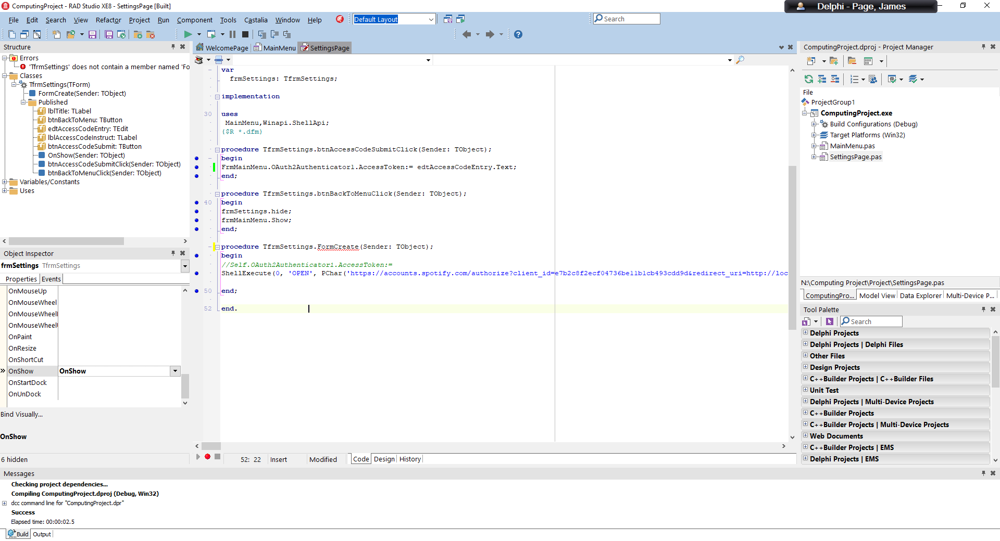 ComputingProject - RAD Studio XE8 - SettingsPage [Built]
Delphi - Page, James
File Edit Search View Refactor Project Run Component Tools Castalia Window Help
Default Layout
Search
Structure
Errors
'TfrmSettings' does not contain a member named 'Fo
Classes
TfrmSettings(TForm)
FormCreate(Sender: TObject)
Published
lblTitle: TLabel
btnBackToMenu: TButton
edtAccessCodeEntry: TEdit
lblAccessCodeInstruct: TLabel
btnAccessCodeSubmit: TButton
OnShow(Sender: TObject)
btnAccessCodeSubmitClick(Sender: TObject)
btnBackToMenuClick(Sender: TObject)
Variables/Constants
Uses
Object Inspector
frmSettings TfrmSettings
Properties Events
OnMouseUp
OnMouseWheel
OnMouseWheel
OnMouseWheel
OnPaint
OnResize
OnShortCut
OnShow OnShow
OnStartDock
OnUnDock
Bind Visually...
OnShow
6 hidden
WelcomePage MainMenu SettingsPage
var
frmSettings: TfrmSettings;
implementation
30 uses
MainMenu,Winapi.ShellApi;
{$R *.dfm}
procedure TfrmSettings.btnAccessCodeSubmitClick(Sender: TObject);
begin
FrmMainMenu.OAuth2Authenticator1.AccessToken:= edtAccessCodeEntry.Text;
end;
procedure TfrmSettings.btnBackToMenuClick(Sender: TObject);
40 begin
frmSettings.hide;
frmMainMenu.Show;
end;
procedure TfrmSettings.FormCreate(Sender: TObject);
begin
//Self.OAuth2Authenticator1.AccessToken:=
ShellExecute(0, 'OPEN', PChar('https://accounts.spotify.com/authorize?client_id=e7b2c8f2ecf04736be11b1cb493cdd9d&redirect_uri=http://loc
50 end;
52 end.
52: 22 Insert Modified Code Design History
ComputingProject.dproj - Project Manager
File
ProjectGroup1
ComputingProject.exe
Build Configurations (Debug)
Target Platforms (Win32)
MainMenu.pas
SettingsPage.pas
N:\Computing Project\Project\SettingsPage.pas
ComputingPro... Model View Data Explorer Multi-Device P...
Tool Palette
Search
Delphi Projects
Delphi Projects | Delphi Files
Other Files
Design Projects
C++Builder Projects | C++Builder Files
Unit Test
Delphi Projects | Multi-Device Projects
C++Builder Projects
C++Builder Projects | Multi-Device Projects
Web Documents
C++Builder Projects | EMS
Delphi Projects | EMS
Messages
Checking project dependencies...
Compiling ComputingProject.dproj (Debug, Win32)
dcc command line for "ComputingProject.dpr"
Success
Elapsed time: 00:00:02.5
Build Output